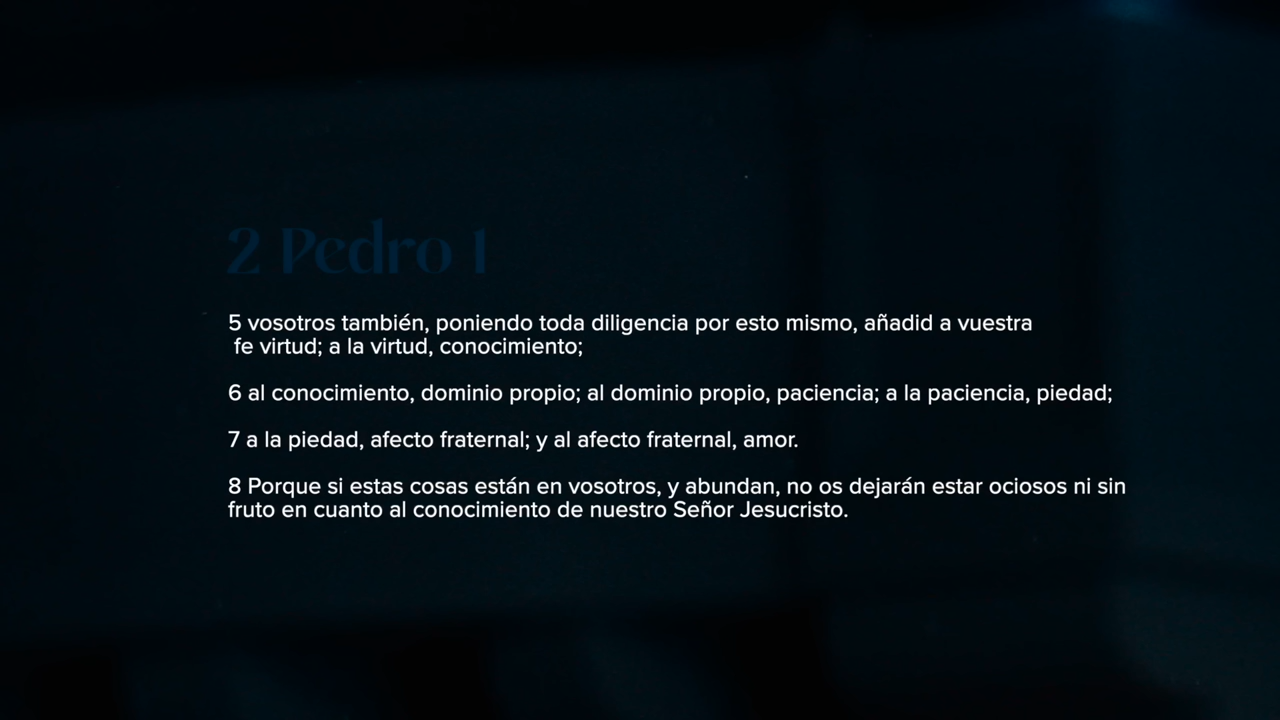 2 Pedro 1
5 vosotros también, poniendo toda diligencia por esto mismo, añadid a vuestra
fe virtud; a la virtud, conocimiento;
6 al conocimiento, dominio propio; al dominio propio, paciencia; a la paciencia, piedad;
7 a la piedad, afecto fraternal; y al afecto fraternal, amor.
8 Porque si estas cosas están en vosotros, y abundan, no os dejarán estar ociosos ni sin
fruto en cuanto al conocimiento de nuestro Señor Jesucristo.